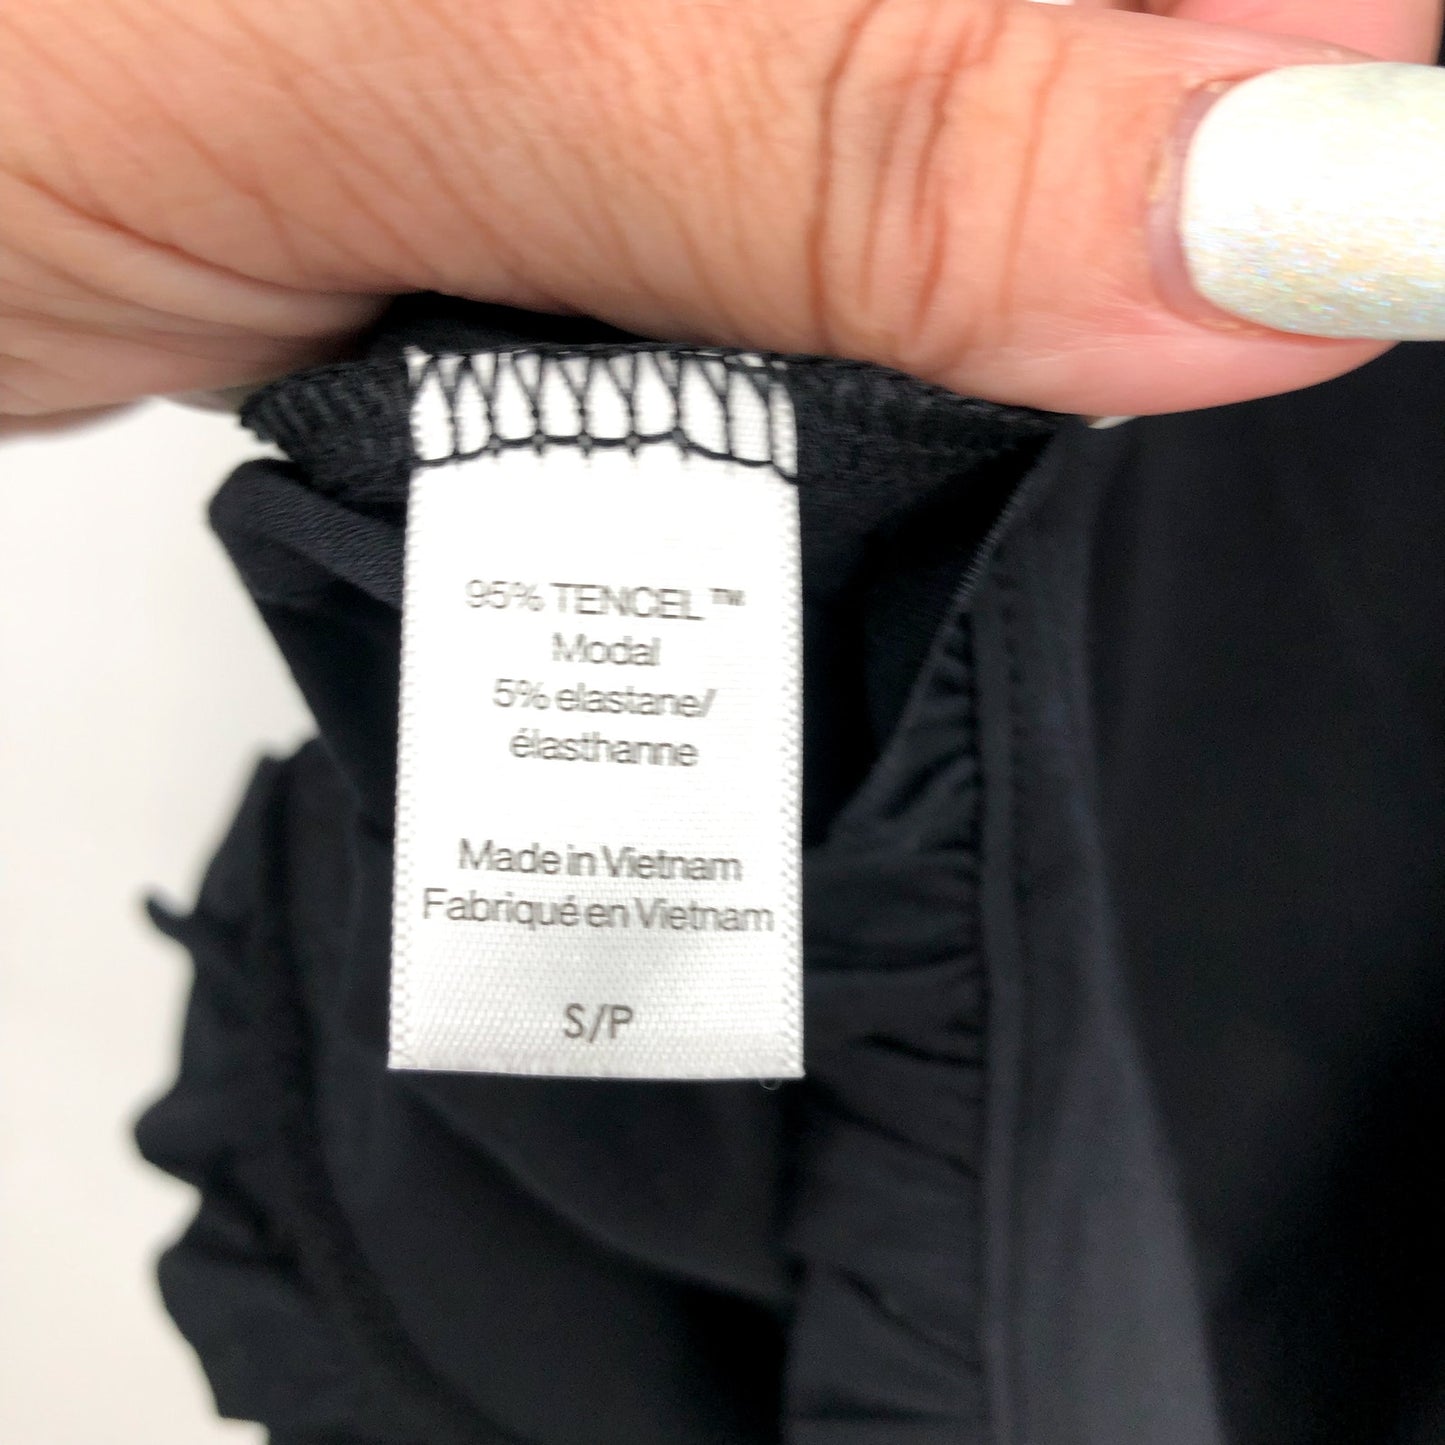 95% TENCEL™
Modal
5% elastane/
élasthanne
Made in Vietnam
Fabriqué en Vietnam
S/P